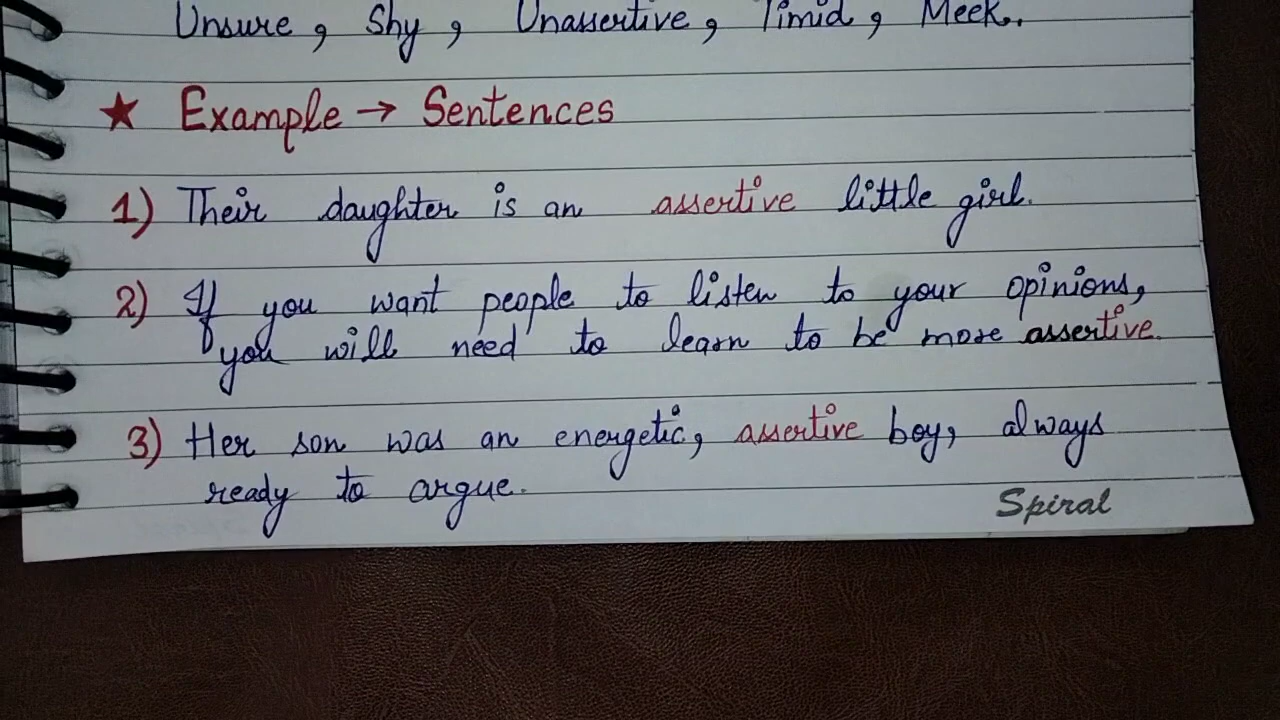 Unsure, Shy, Unassertive, Timid, Meek.
★ Example → Sentences
1) Their daughter is an assertive little girl.
2) If you want people to listen to your opinions,
you will need to learn to be more assertive.
3) Her son was an energetic, assertive boy, always
ready to argue.
Spiral